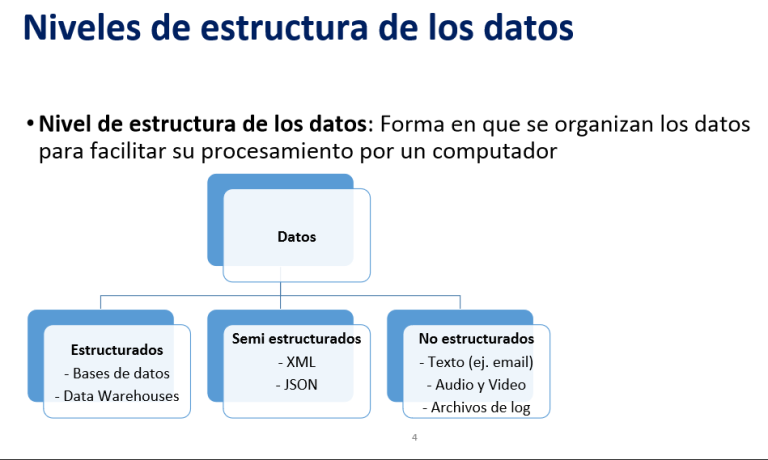 Niveles de estructura de los datos
• Nivel de estructura de los datos: Forma en que se organizan los datos
para facilitar su procesamiento por un computador
Datos
Estructurados
- Bases de datos
- Data Warehouses
Semi estructurados
- XML
- JSON
No estructurados
- Texto (ej. email)
- Audio y Video
- Archivos de log
4